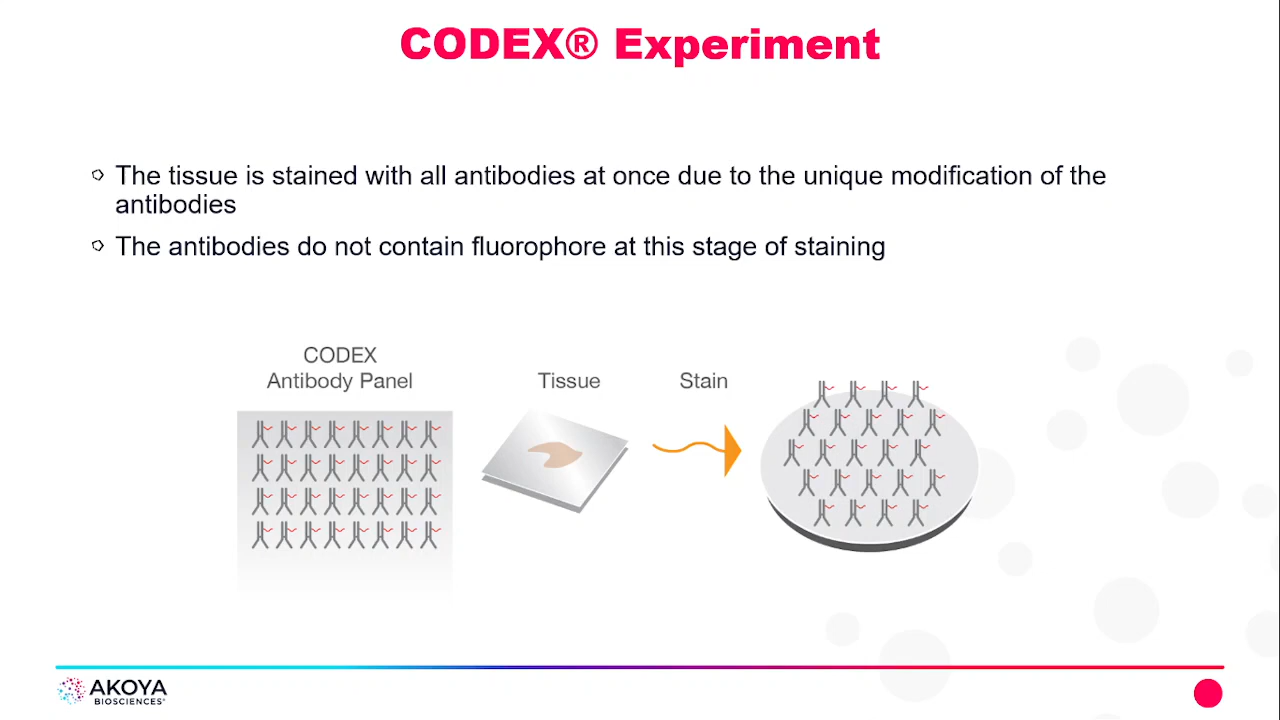 CODEX® Experiment
The tissue is stained with all antibodies at once due to the unique modification of the
antibodies
The antibodies do not contain fluorophore at this stage of staining
CODEX
Antibody Panel
Tissue
Stain
AKOYA
BIOSCIENCES®